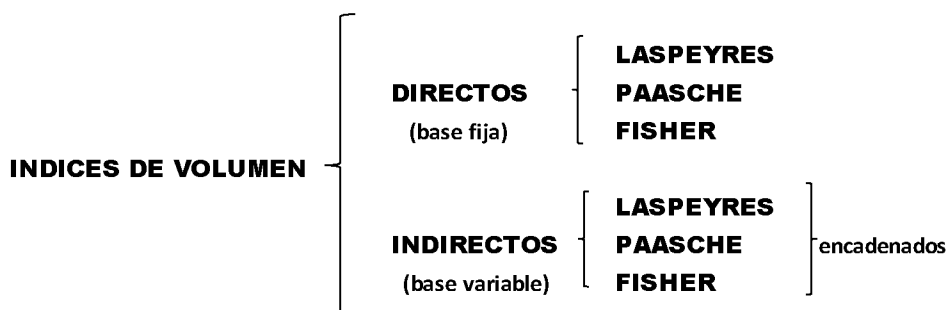 INDICES DE VOLUMEN
DIRECTOS
(base fija)
LASPEYRES
PAASCHE
FISHER
INDIRECTOS
(base variable)
LASPEYRES
PAASCHE
FISHER
encadenados